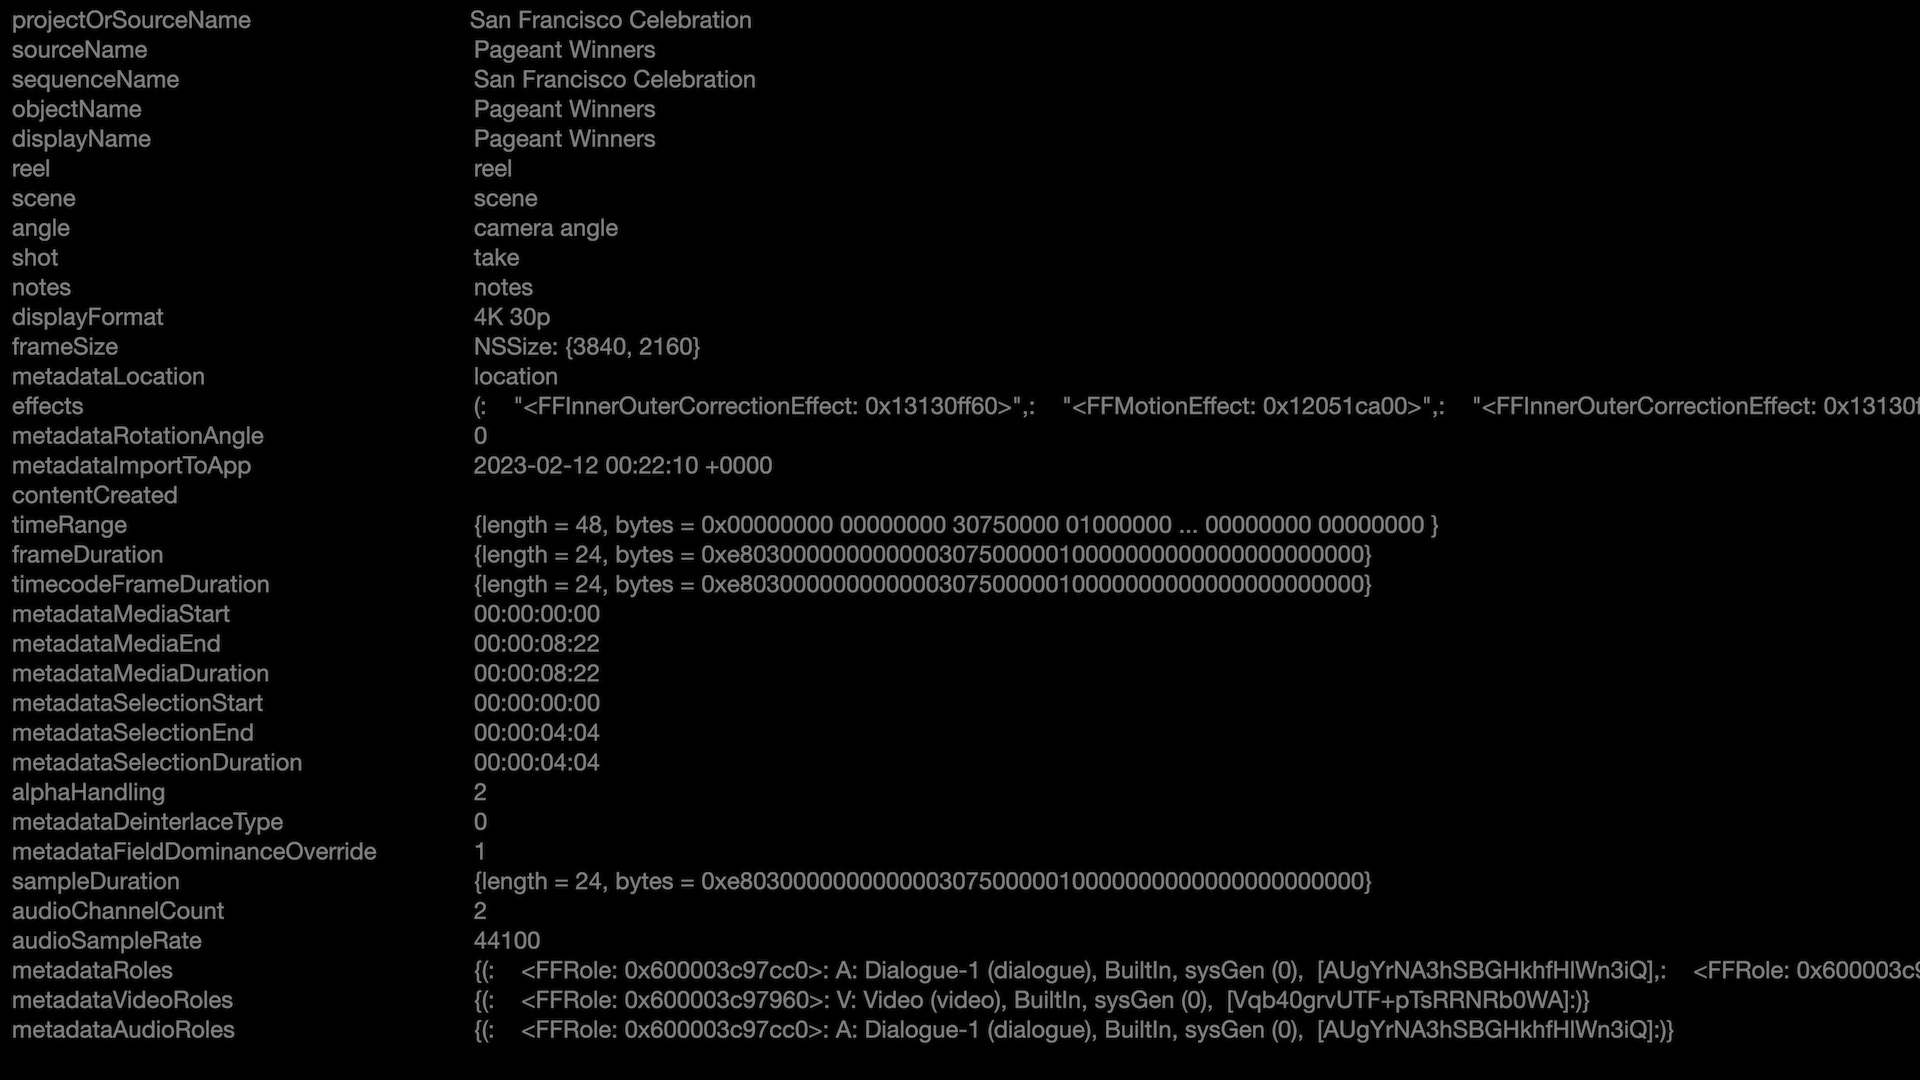 projectOrSourceName San Francisco Celebration
sourceName Pageant Winners
sequenceName San Francisco Celebration
objectName Pageant Winners
displayName Pageant Winners
reel reel
scene scene
angle camera angle
shot take
notes notes
displayFormat 4K 30p
frameSize NSSize: {3840, 2160}
metadataLocation location
effects (: "<FFInnerOuterCorrectionEffect: 0x13130ff60>",: "<FFMotionEffect: 0x12051ca00>",: "<FFInnerOuterCorrectionEffect: 0x13130f
metadataRotationAngle 0
metadataImportToApp 2023-02-12 00:22:10 +0000
contentCreated
timeRange {length = 48, bytes = 0x00000000 00000000 30750000 01000000 ... 00000000 00000000 }
frameDuration {length = 24, bytes = 0xe803000000000000307500000100000000000000000000000}
timecodeFrameDuration {length = 24, bytes = 0xe803000000000000307500000100000000000000000000000}
metadataMediaStart 00:00:00:00
metadataMediaEnd 00:00:08:22
metadataMediaDuration 00:00:08:22
metadataSelectionStart 00:00:00:00
metadataSelectionEnd 00:00:04:04
metadataSelectionDuration 00:00:04:04
alphaHandling 2
metadataDeinterlaceType 0
metadataFieldDominanceOverride 1
sampleDuration {length = 24, bytes = 0xe803000000000000307500000100000000000000000000000}
audioChannelCount 2
audioSampleRate 44100
metadataRoles {(: <FFRole: 0x600003c97cc0>: A: Dialogue-1 (dialogue), BuiltIn, sysGen (0), [AUgYrNA3hSBGHkhfHlWn3iQ],: <FFRole: 0x600003c9
metadataVideoRoles {(: <FFRole: 0x600003c97960>: V: Video (video), BuiltIn, sysGen (0), [Vqb40grvUTF+pTsRRNRb0WA]:)}
metadataAudioRoles {(: <FFRole: 0x600003c97cc0>: A: Dialogue-1 (dialogue), BuiltIn, sysGen (0), [AUgYrNA3hSBGHkhfHlWn3iQ]:)}